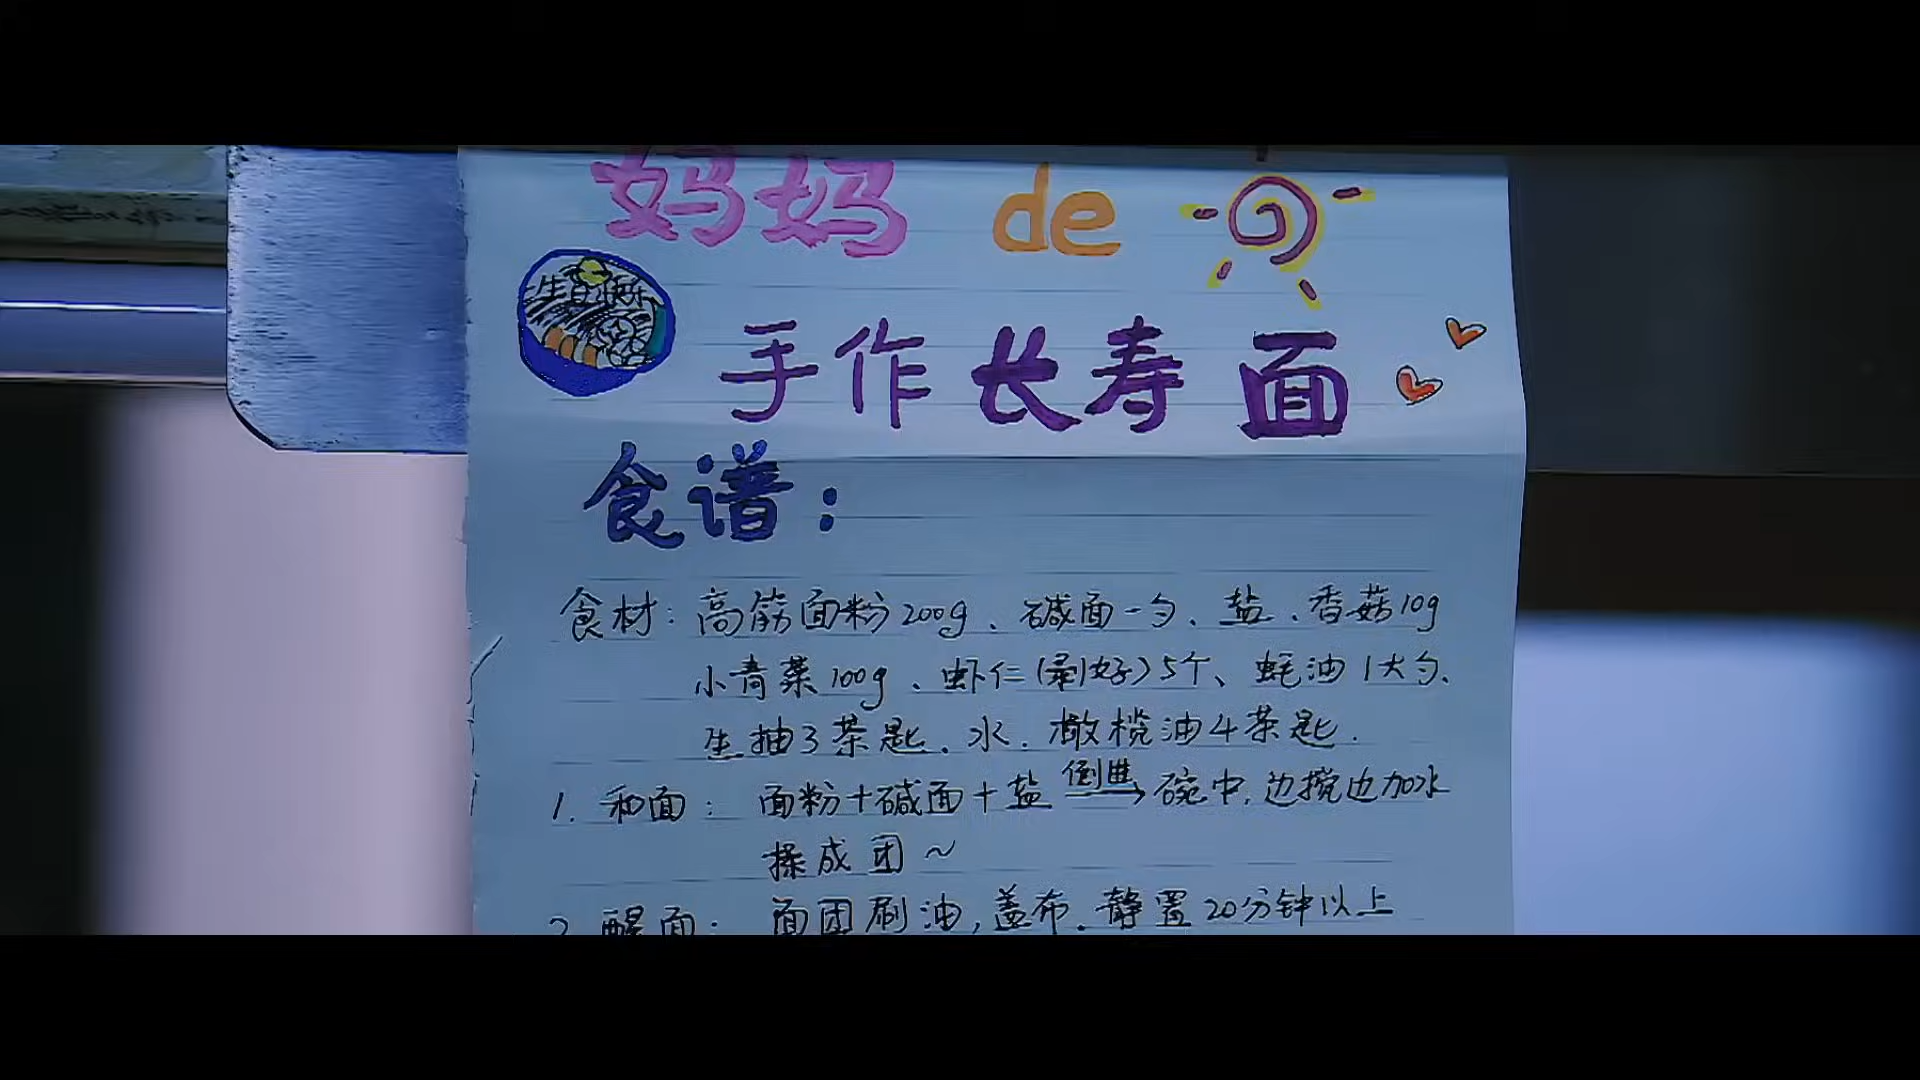 妈妈 de
生日快乐
手作长寿面
食谱：
食材：高筋面粉200g、碱面一勺、盐、香菇10g
小青菜100g、虾仁(剥好)5个、蚝油1大勺、
生抽3茶匙、水、橄榄油4茶匙.
倒进
1. 和面： 面粉+碱面+盐 → 碗中，边搅边加水
揉成团~
2. 醒面： 面团刷油，盖布，静置20分钟以上